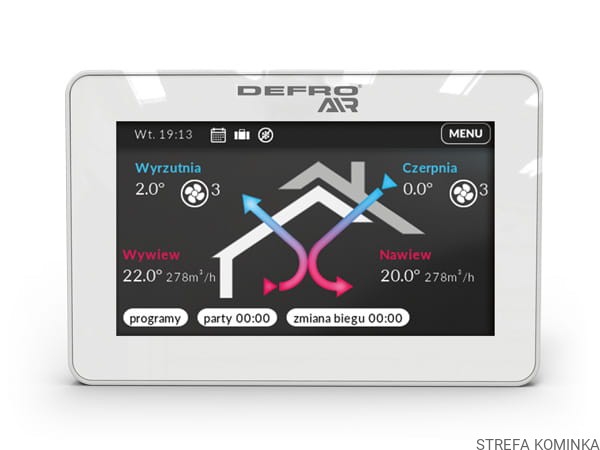 DEFRO®
AIR
Wt. 19:13
MENU
Wyrzutnia
2.0° 3
Czerpnia
0.0° 3
Wywiew
22.0° 278m³/h
Nawiew
20.0° 278m³/h
programy
party 00:00
zmiana biegu 00:00
STREFA KOMINKA